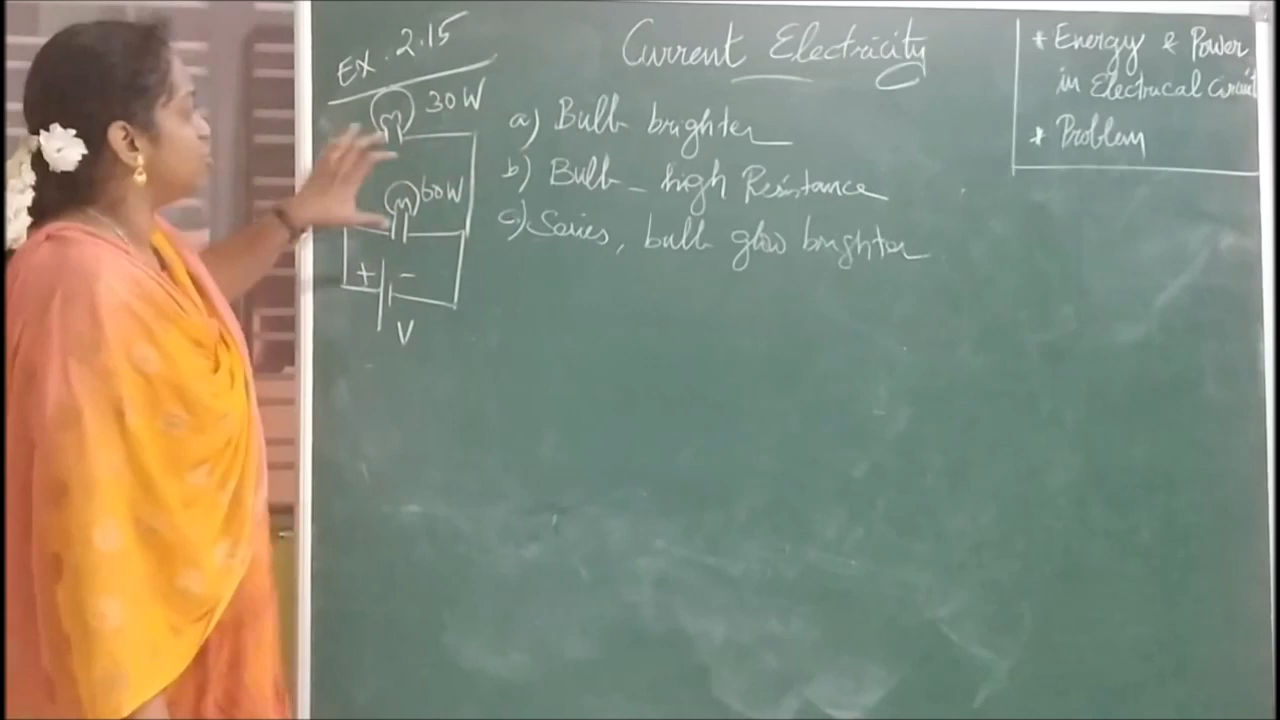 Current Electricity
* Energy & Power
in Electrical Circuit
* Problem
Ex. 2.15
30W
60W
+ -
V
a) Bulb brighter
b) Bulb - high Resistance
c) Series, bulb glow brighter